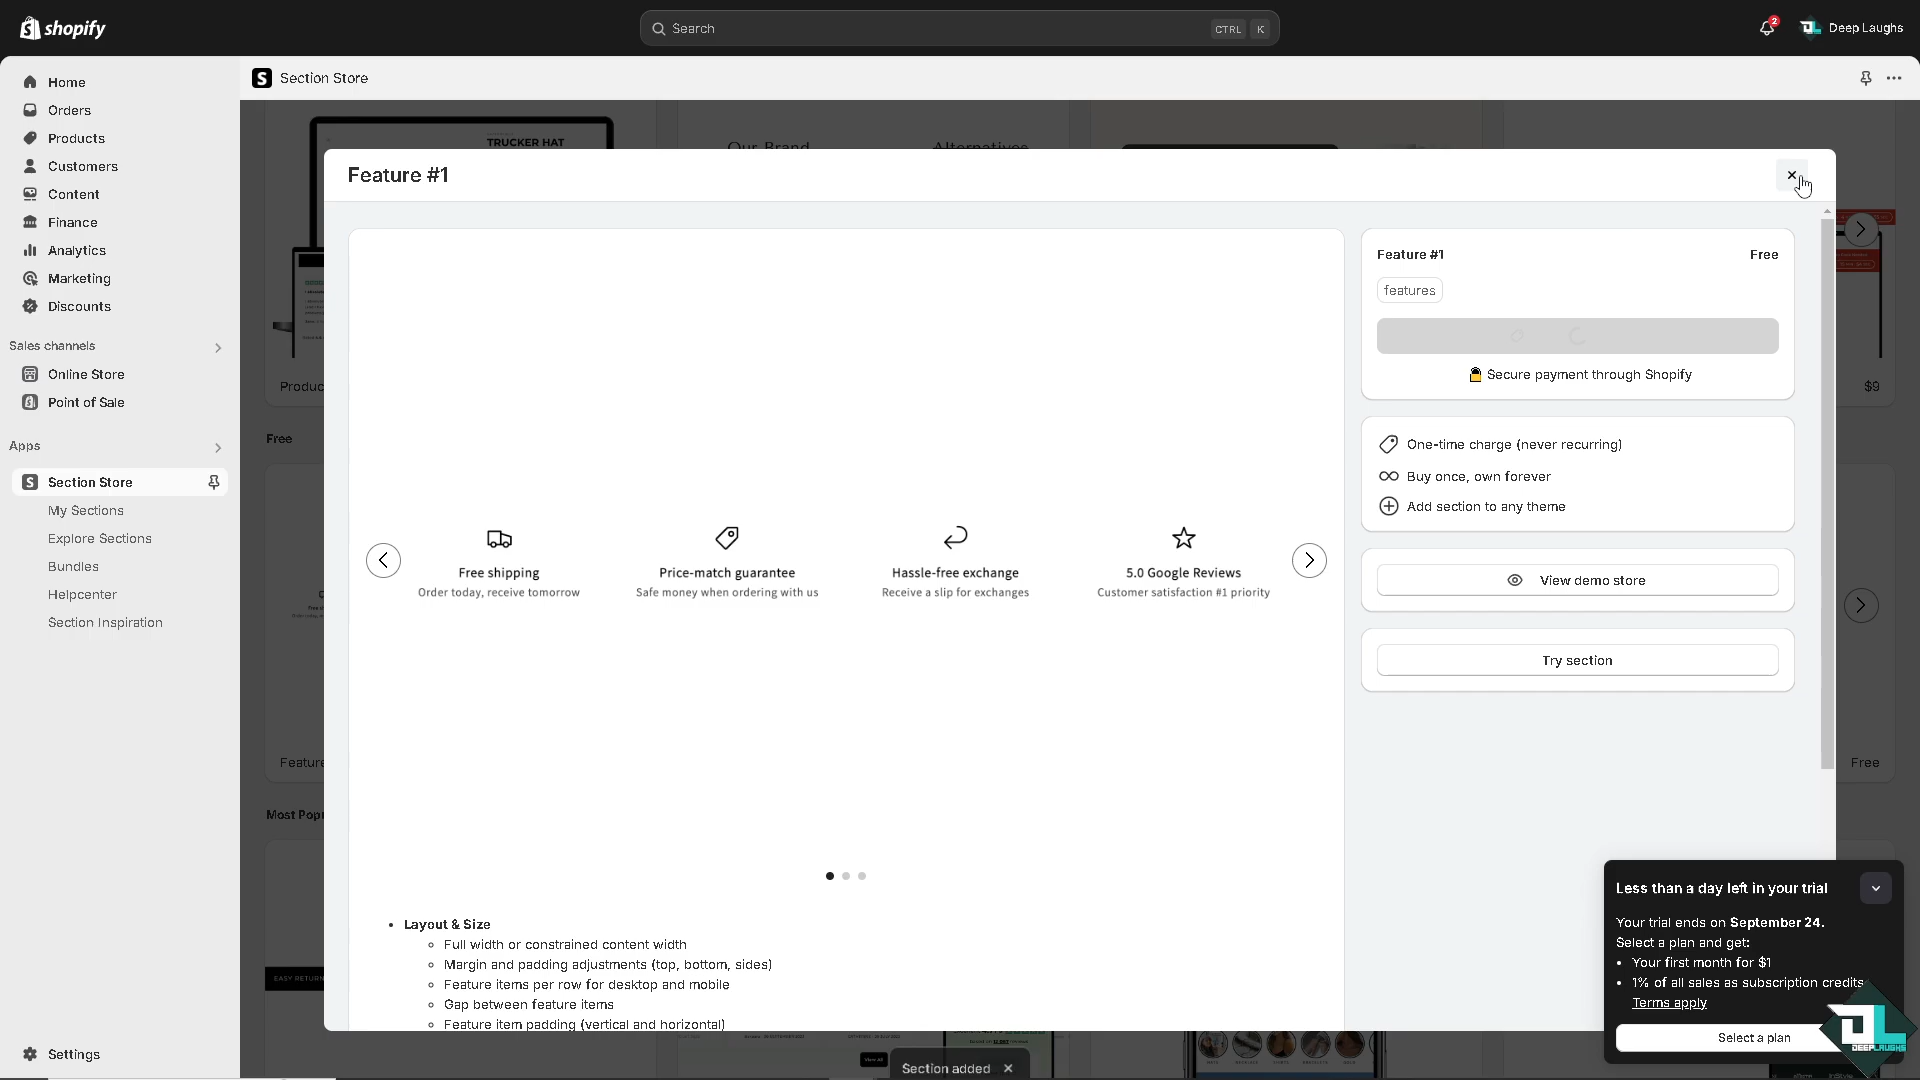 shopify
Search
CTRL K
2
Deep Laughs
Home
Orders
Products
Customers
Content
Finance
Analytics
Marketing
Discounts
Sales channels
Online Store
Point of Sale
Apps
Section Store
My Sections
Explore Sections
Bundles
Helpcenter
Section Inspiration
Settings
Section Store
TRUCKER HAT
Our Brand
Alternatives
Produc
$9
Free
Feature
Free
Most Pop
EASY RETURN
Feature #1
Free shipping
Order today, receive tomorrow
Price-match guarantee
Safe money when ordering with us
Hassle-free exchange
Receive a slip for exchanges
5.0 Google Reviews
Customer satisfaction #1 priority
• Layout & Size
Full width or constrained content width
Margin and padding adjustments (top, bottom, sides)
Feature items per row for desktop and mobile
Gap between feature items
Feature item padding (vertical and horizontal)
Feature #1
Free
features
Secure payment through Shopify
One-time charge (never recurring)
Buy once, own forever
Add section to any theme
View demo store
Try section
Less than a day left in your trial
Your trial ends on September 24.
Select a plan and get:
• Your first month for $1
• 1% of all sales as subscription credits
Terms apply
Select a plan
DL
DEEPLAUGHS
Section added